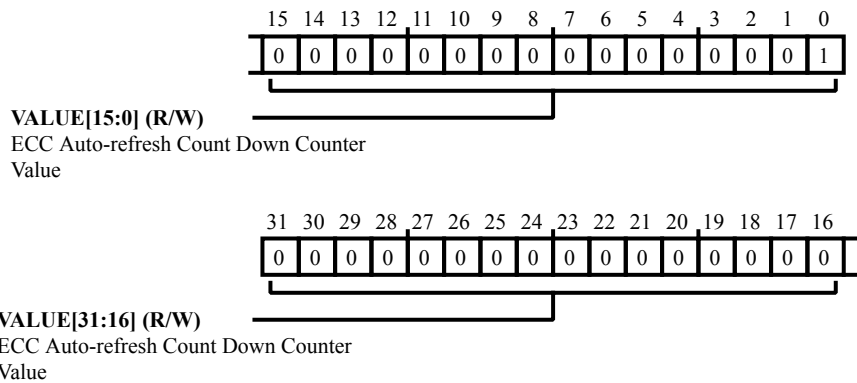 15 14 13 12 11 10 9 8 7 6 5 4 3 2 1 0
0 0 0 0 0 0 0 0 0 0 0 0 0 0 0 1
VALUE[15:0] (R/W)
ECC Auto-refresh Count Down Counter
Value
31 30 29 28 27 26 25 24 23 22 21 20 19 18 17 16
0 0 0 0 0 0 0 0 0 0 0 0 0 0 0 0
VALUE[31:16] (R/W)
ECC Auto-refresh Count Down Counter
Value